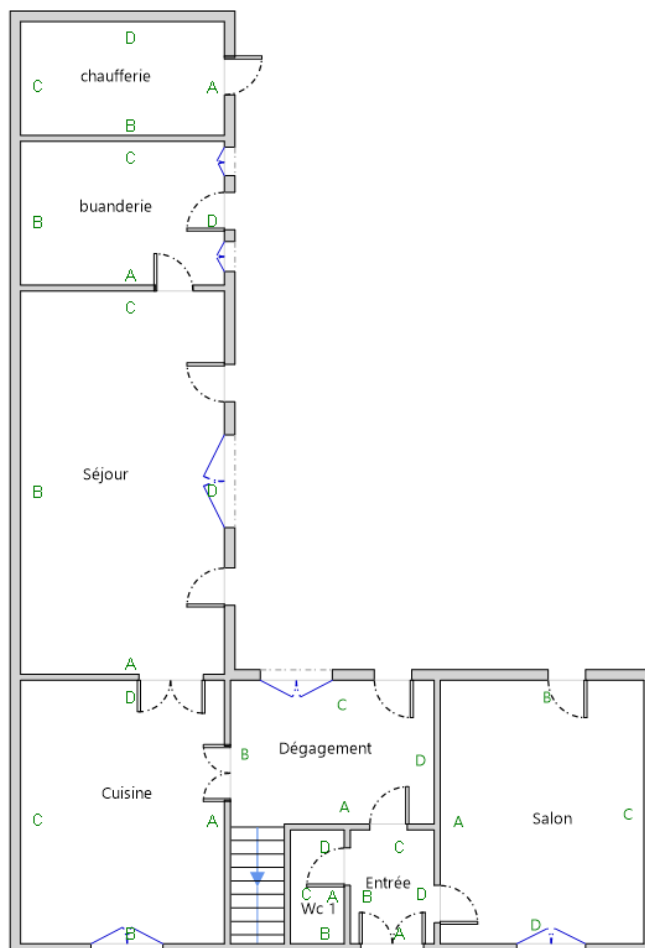 D
chaufferie
C
A
B
C
buanderie
B
D
A
C
Séjour
B
D
A
D
Cuisine
C
A
B
C
B
Dégagement
D
A
B
A
Salon
C
D
D
C
A
Wc 1
B
C
Entrée
B
D
A